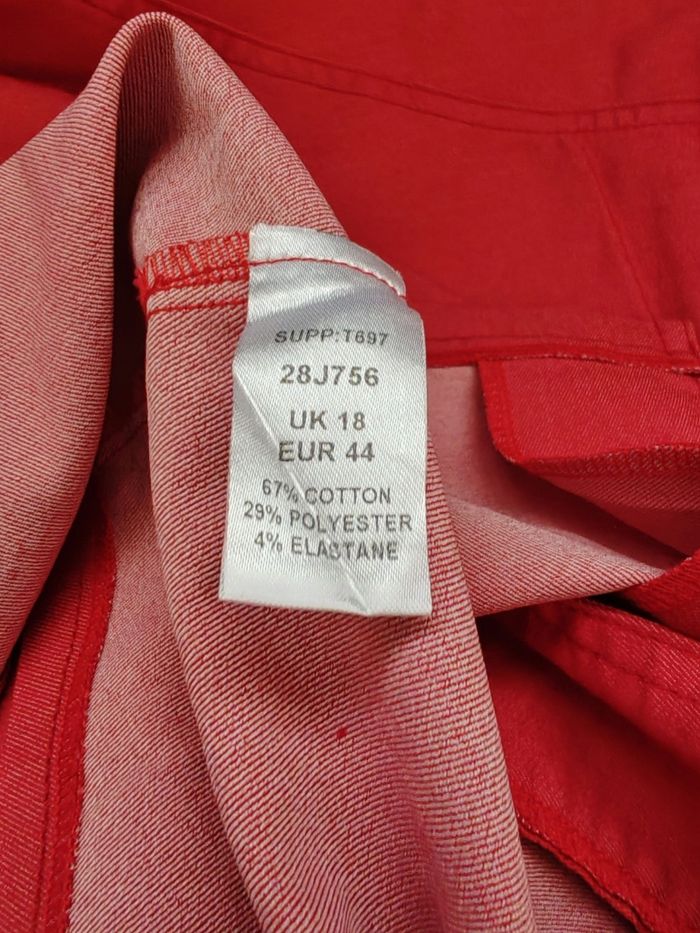 SUPP:T697
28J756
UK 18
EUR 44
67% COTTON
29% POLYESTER
4% ELASTANE